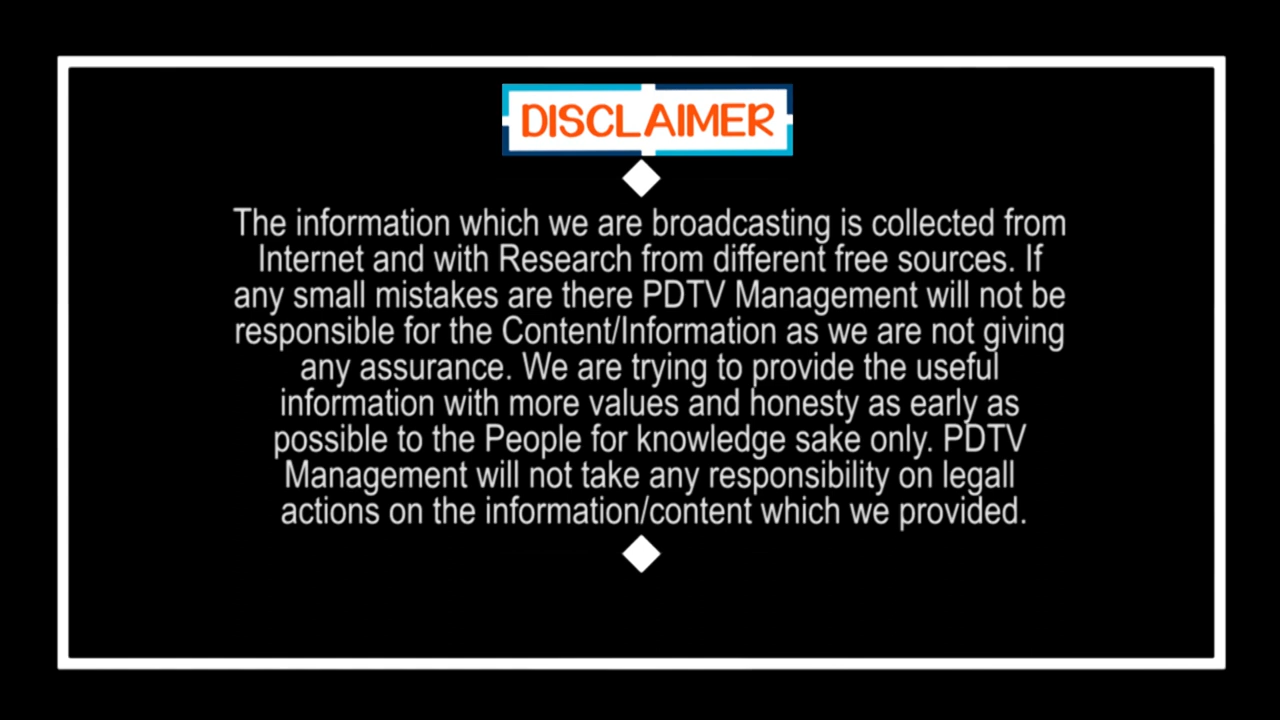 DISCLAIMER
The information which we are broadcasting is collected from
Internet and with Research from different free sources. If
any small mistakes are there PDTV Management will not be
responsible for the Content/Information as we are not giving
any assurance. We are trying to provide the useful
information with more values and honesty as early as
possible to the People for knowledge sake only. PDTV
Management will not take any responsibility on legall
actions on the information/content which we provided.